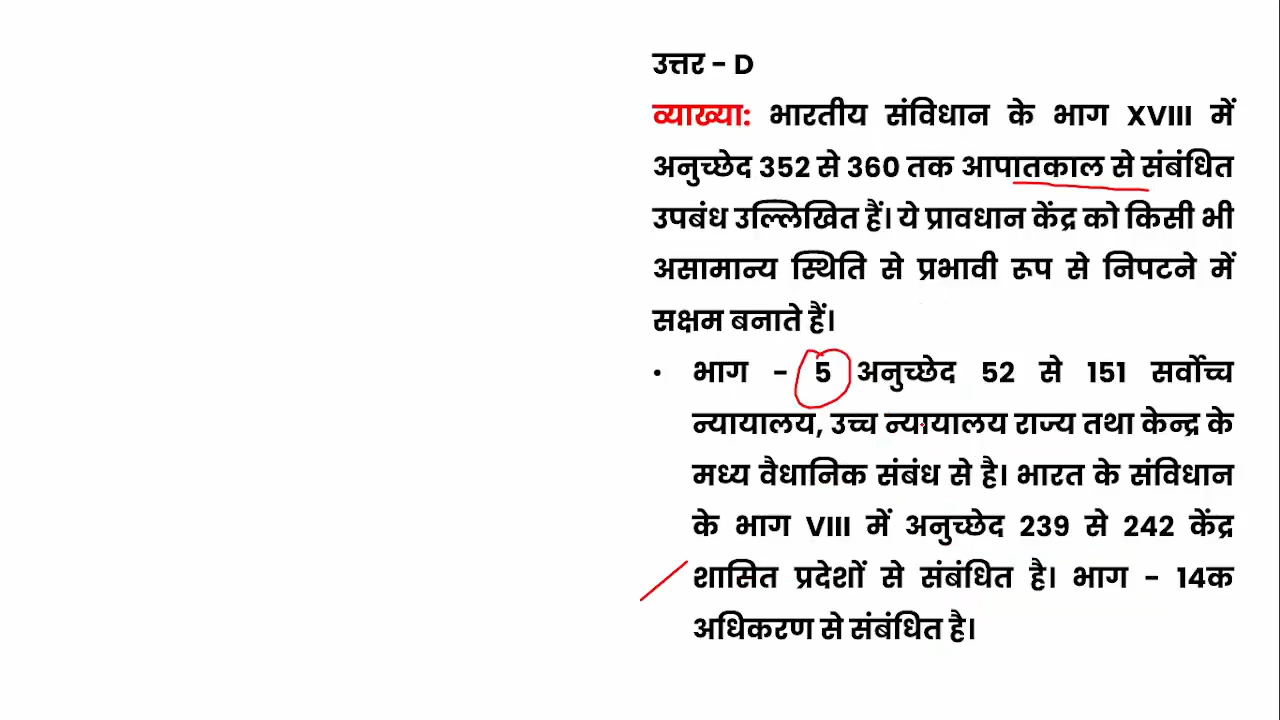 उत्तर - D
व्याख्या: भारतीय संविधान के भाग XVIII में
अनुच्छेद 352 से 360 तक आपातकाल से संबंधित
उपबंध उल्लिखित हैं। ये प्रावधान केंद्र को किसी भी
असामान्य स्थिति से प्रभावी रूप से निपटने में
सक्षम बनाते हैं।
• भाग - 5 अनुच्छेद 52 से 151 सर्वोच्च
न्यायालय, उच्च न्यायालय राज्य तथा केन्द्र के
मध्य वैधानिक संबंध से है। भारत के संविधान
के भाग VIII में अनुच्छेद 239 से 242 केंद्र
शासित प्रदेशों से संबंधित है। भाग - 14क
अधिकरण से संबंधित है।